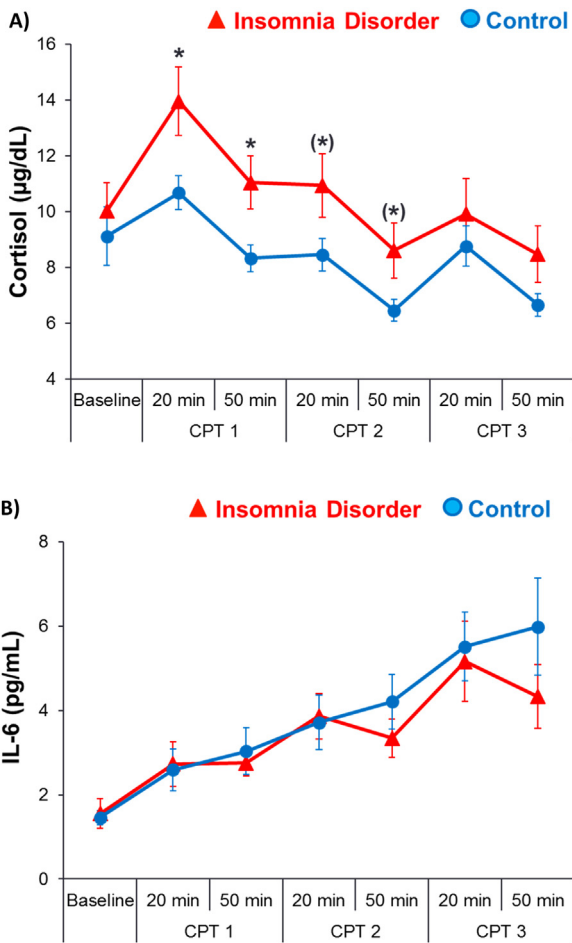 A)
Insomnia Disorder Control
16
14
12
10
8
6
4
Cortisol (µg/dL)
*
*
(*)
(*)
Baseline 20 min 50 min 20 min 50 min 20 min 50 min
CPT 1 CPT 2 CPT 3
B)
Insomnia Disorder Control
8
6
4
2
0
IL-6 (pg/mL)
Baseline 20 min 50 min 20 min 50 min 20 min 50 min
CPT 1 CPT 2 CPT 3